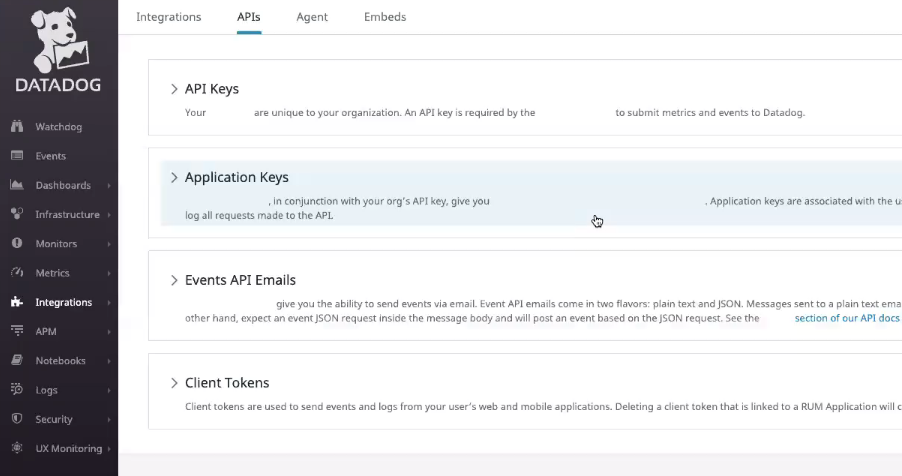 Integrations APIs Agent Embeds
DATADOG
Watchdog
Events
Dashboards
Infrastructure
Monitors
Metrics
Integrations
APM
Notebooks
Logs
Security
UX Monitoring
API Keys
Your are unique to your organization. An API key is required by the to submit metrics and events to Datadog.
Application Keys
, in conjunction with your org's API key, give you . Application keys are associated with the
log all requests made to the API.
Events API Emails
give you the ability to send events via email. Event API emails come in two flavors: plain text and JSON. Messages sent to a plain text
other hand, expect an event JSON request inside the message body and will post an event based on the JSON request. See the section of our API docs
Client Tokens
Client tokens are used to send events and logs from your user's web and mobile applications. Deleting a client token that is linked to a RUM Application will